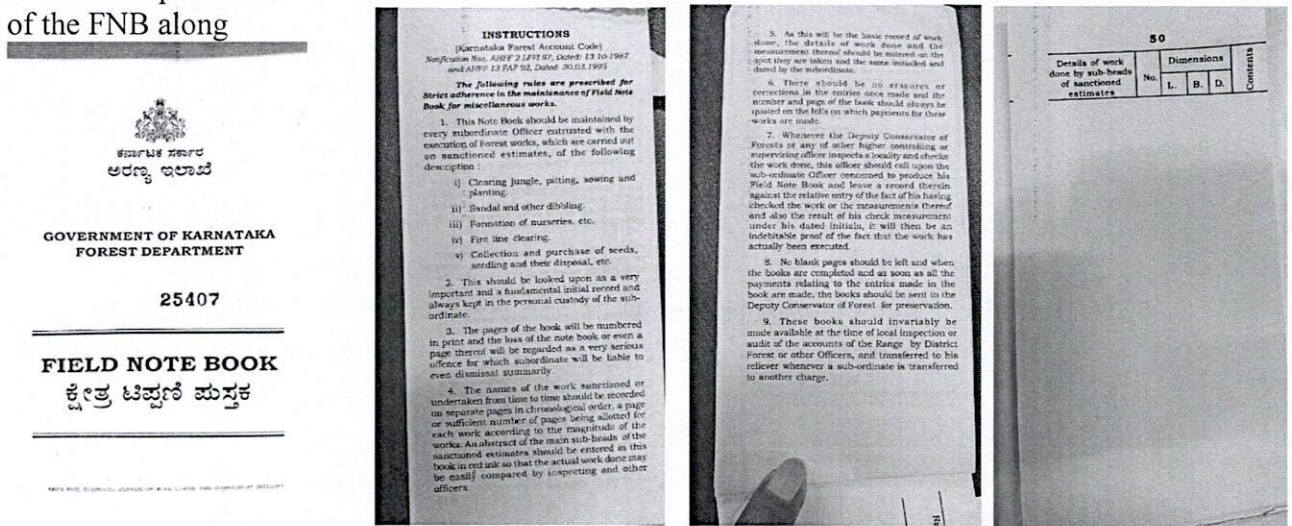 of the FNB along
ಕರ್ನಾಟಕ ಸರ್ಕಾರ
ಅರಣ್ಯ ಇಲಾಖೆ
GOVERNMENT OF KARNATAKA
FOREST DEPARTMENT
25407
FIELD NOTE BOOK
ಕ್ಷೇತ್ರ ಟಿಪ್ಪಣಿ ಪುಸ್ತಕ
INSTRUCTIONS
[Karnataka Forest Account Code]
Notification Nos. AHFF 2 LFVI 87, Dated: 13-10-1987
and AHFF 13 FAP 92, Dated: 30.03.1995
The following rules are prescribed for
Strict adherence in the maintenance of Field Note
Book for miscellaneous works.
1. This Note Book should be maintained by
every subordinate Officer entrusted with the
execution of Forest works, which are carried out
on sanctioned estimates, of the following
description :
i) Clearing jungle, pitting, sowing and
planting.
ii) Sandal and other dibbling.
iii) Formation of nurseries, etc.
iv) Fire line clearing.
v) Collection and purchase of seeds,
seedling and their disposal, etc.
2. This should be looked upon as a very
important and a fundamental initial record and
always kept in the personal custody of the sub-
ordinate.
3. The pages of the book will be numbered
in print and the loss of the note book or even a
page thereof will be regarded as a very serious
offence for which subordinate will be liable to
even dismissal summarily.
4. The names of the work sanctioned or
undertaken from time to time should be recorded
on separate pages in chronological order, a page
or sufficient number of pages being allotted for
each work according to the magnitude of the
works. An abstract of the main sub-heads of the
sanctioned estimates should be entered in this
book in red ink so that the actual work done may
be easily compared by inspecting and other
officers.
5. As this will be the basic record of work
done, the details of work done and the
measurement thereof should be entered on the
spot they are taken and the same initialled and
dated by the subordinate.
6. There should be no erasures or
corrections in the entries once made and the
number and page of the book should always be
quoted on the bills on which payments for these
works are made.
7. Whenever the Deputy Conservator of
Forests or any of other higher controlling or
supervizing officer inspects a locality and checks
the work done, this officer should call upon the
sub-ordinate Officer concerned to produce his
Field Note Book and leave a record therein
against the relative entry of the fact of his having
checked the work or the measurements thereof
and also the result of his check measurement
under his dated initials, it will then be an
indebitable proof of the fact that the work has
actually been executed.
8. No blank pages should be left and when
the books are completed and as soon as all the
payments relating to the entries made in the
book are made, the books should be sent to the
Deputy Conservator of Forest for preservation.
9. These books should invariably be
made available at the time of local inspection or
audit of the accounts of the Range by District
Forest or other Officers, and transferred to his
reliever whenever a sub-ordinate is transferred
to another charge.
50
Details of work
done by sub-heads
of sanctioned
estimates
No.
Dimensions
L. B. D.
Contents